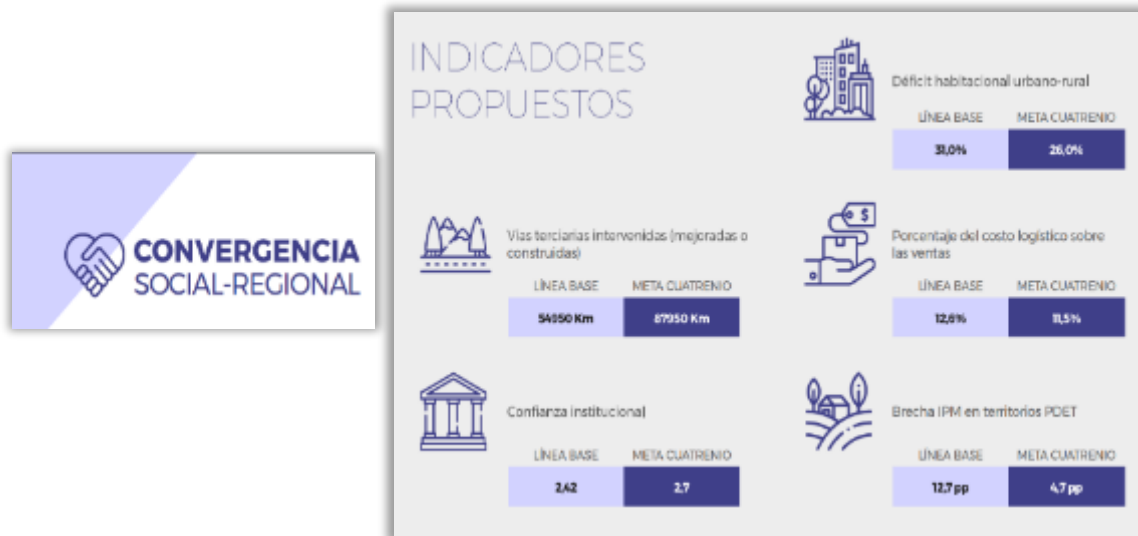 CONVERGENCIA
SOCIAL-REGIONAL
INDICADORES
PROPUESTOS
Déficit habitacional urbano-rural
LÍNEA BASE META CUATRENIO
31,0% 26,0%
Vías terciarias intervenidas (mejoradas o
construidas)
LÍNEA BASE META CUATRENIO
54950 Km 87950 Km
Porcentaje del costo logístico sobre
las ventas
LÍNEA BASE META CUATRENIO
12,6% 11,5%
Confianza institucional
LÍNEA BASE META CUATRENIO
2,42 2,7
Brecha IPM en territorios PDET
LÍNEA BASE META CUATRENIO
12,7 pp 4,7 pp
$